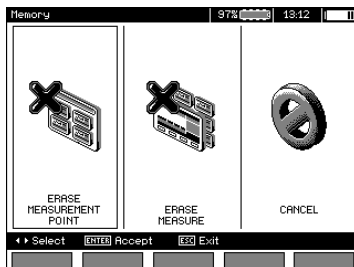 Memory 97% 13:12
ERASE
MEASUREMENT
POINT
ERASE
MEASURE
CANCEL
Select ENTER Accept ESC Exit